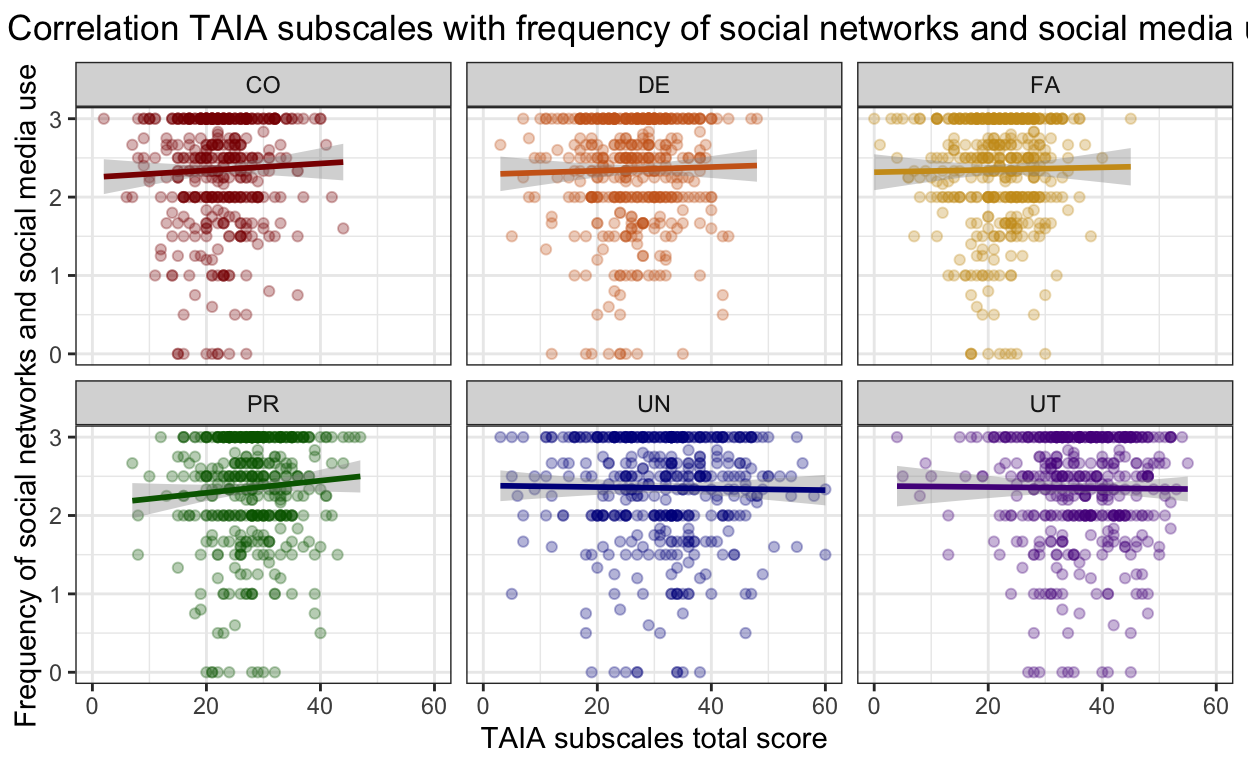 Correlation TAIA subscales with frequency of social networks and social media u
CO
DE
FA
3
2
1
0
PR
UN
UT
3
2
1
0
0
20
40
60
0
20
40
60
0
20
40
60
TAIA subscales total score
Frequency of social networks and social media use